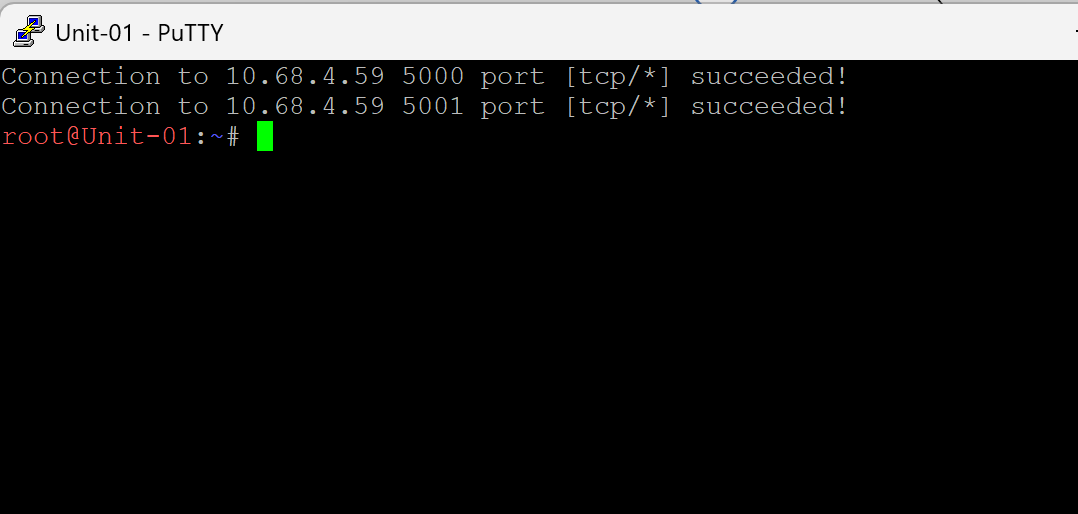 Unit-01 - PuTTY
Connection to 10.68.4.59 5000 port [tcp/*] succeeded!
Connection to 10.68.4.59 5001 port [tcp/*] succeeded!
root@Unit-01:~#